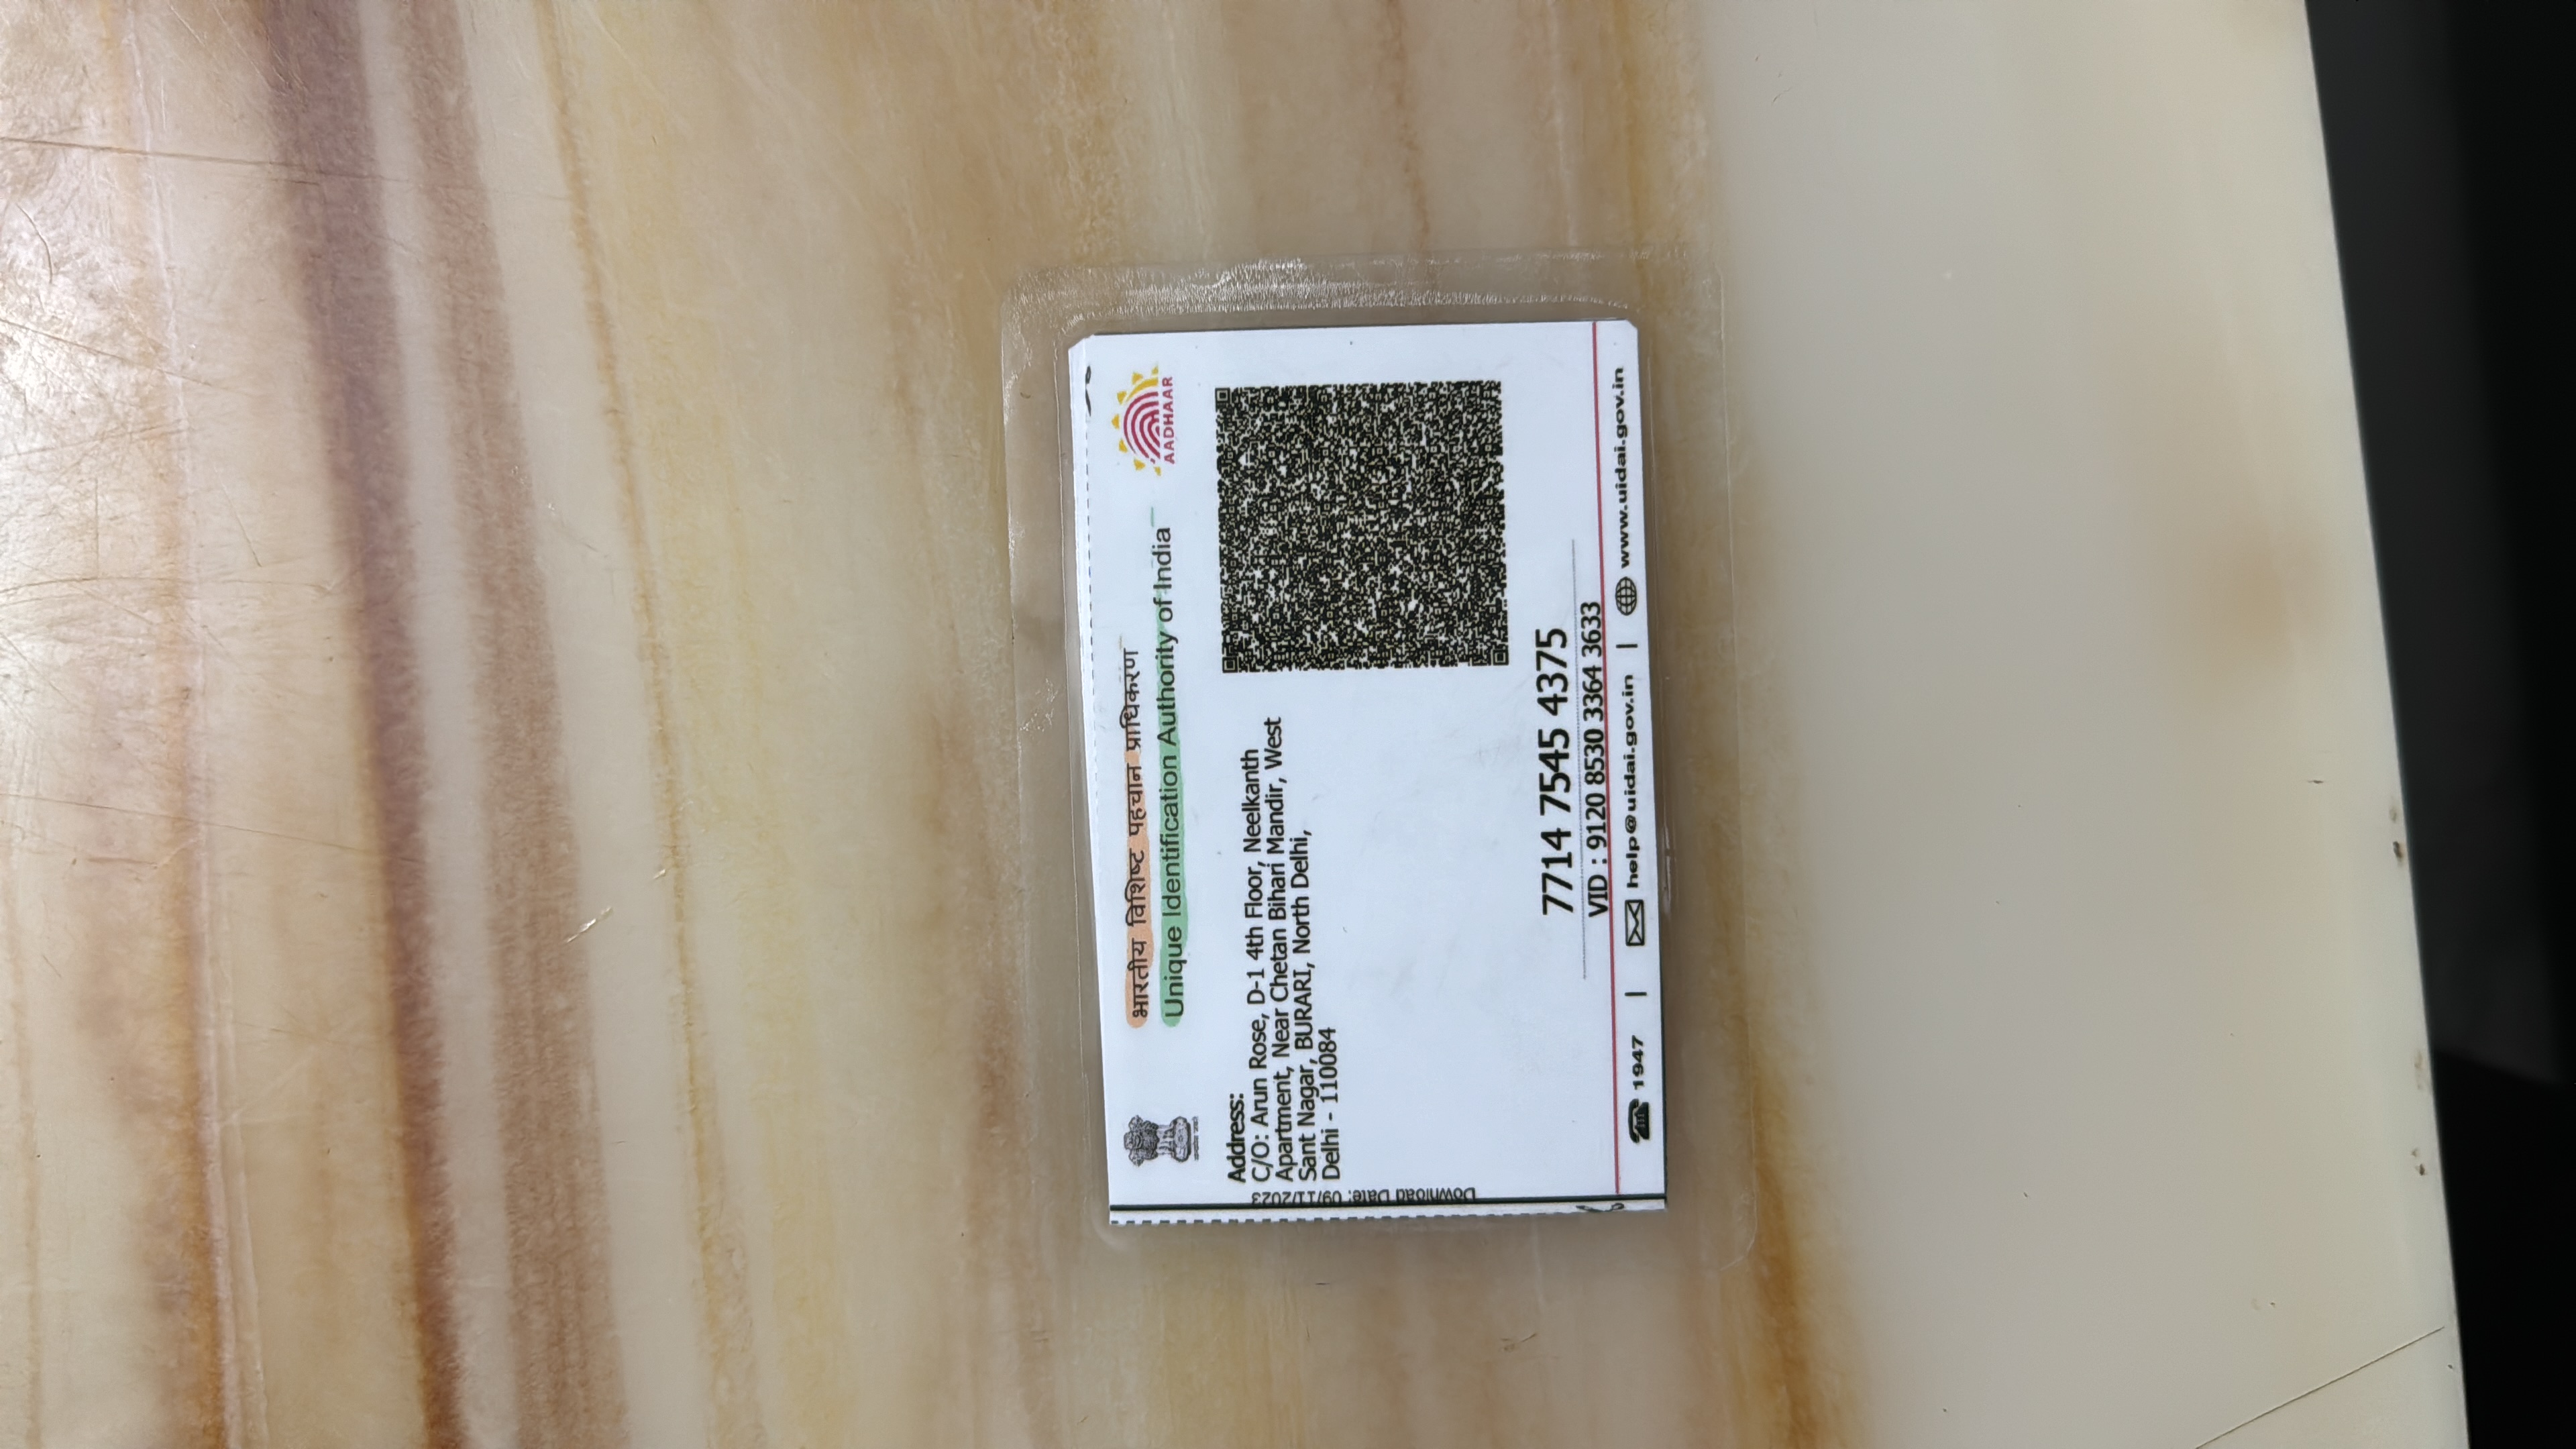 भारतीय विशिष्ट पहचान प्राधिकरण
Unique Identification Authority of India
AADHAAR
Address:
C/O: Arun Rose, D-1 4th Floor, Neelkanth
Apartment, Near Chetan Bihari Mandir, West
Sant Nagar, BURARI, North Delhi,
Delhi - 110084
Download Date: 09/11/2023
7714 7545 4375
VID : 9120 8530 3364 3633
1947 | help@uidai.gov.in | www.uidai.gov.in